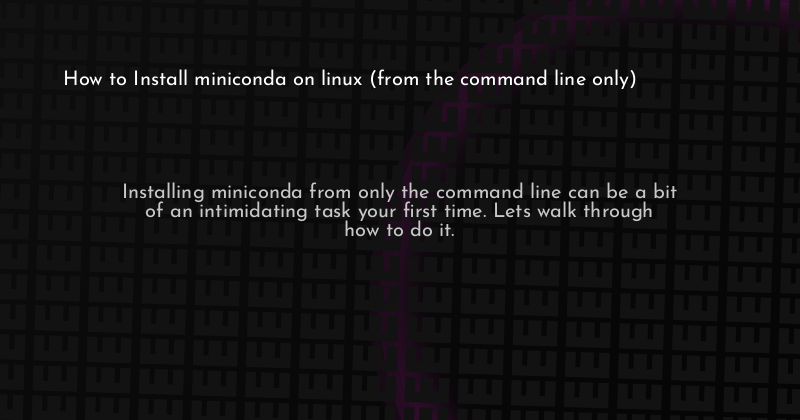 How to Install miniconda on linux (from the command line only)
Installing miniconda from only the command line can be a bit
of an intimidating task your first time. Lets walk through
how to do it.